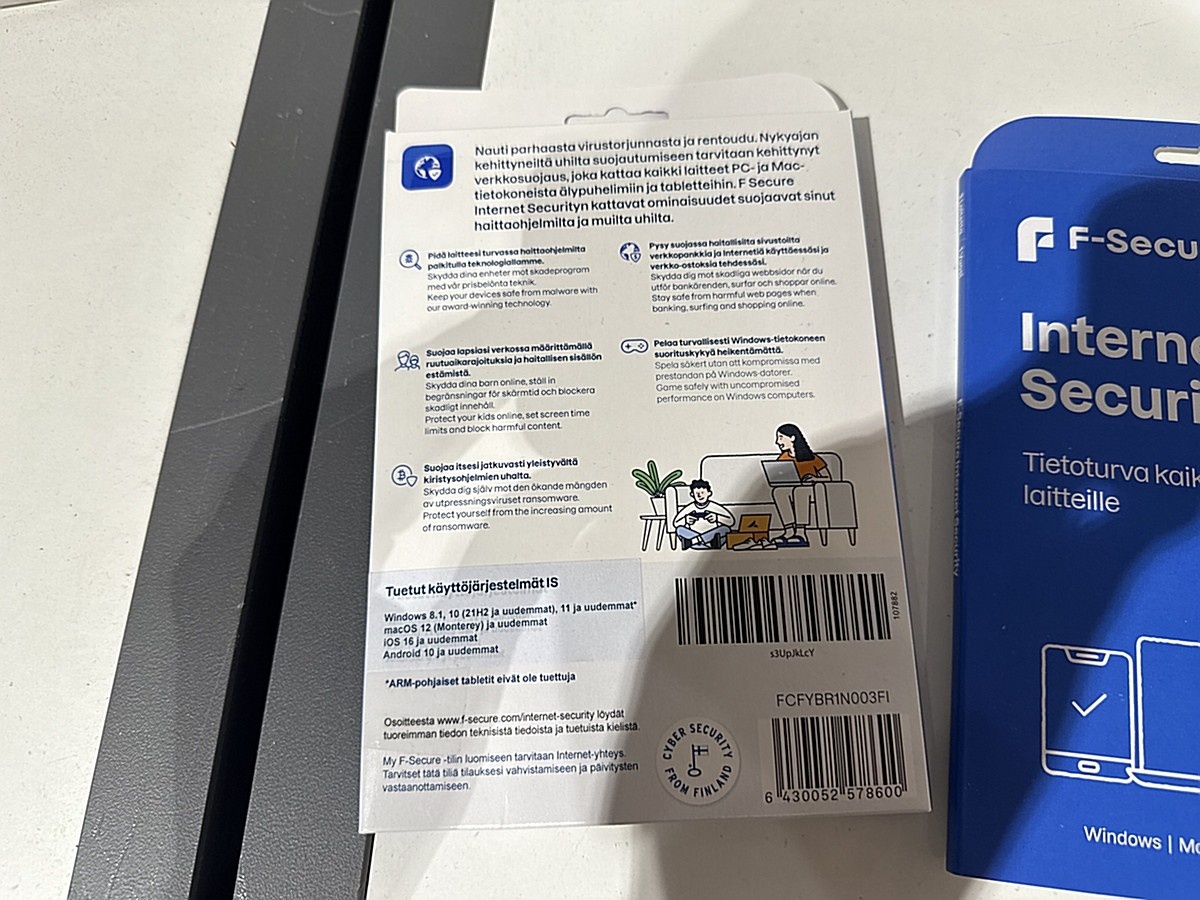 Nauti parhaasta virustorjunnasta ja rentoudu. Nykyajan
kehittyneiltä uhilta suojautumiseen tarvitaan kehittynyt
verkkosuojaus, joka kattaa kaikki laitteet PC- ja Mac-
tietokoneista älypuhelimiin ja tabletteihin. F Secure
Internet Securityn kattavat ominaisuudet suojaavat sinut
haittaohjelmilta ja muilta uhilta.
Pidä laitteesi turvassa haittaohjelmilta
palkitulla teknologiallamme.
Skydda dina enheter mot skadeprogram
med vår prisbelönta teknik.
Keep your devices safe from malware with
our award-winning technology.
Pysy suojassa haitallisilta sivustoilta
verkkopankkia ja Internetiä käyttäessäsi ja
verkko-ostoksia tehdessäsi.
Skydda dig mot skadliga webbsidor när du
utför bankärenden, surfar och shoppar online.
Stay safe from harmful web pages when
banking, surfing and shopping online.
Suojaa lapsiasi verkossa määrittämällä
ruutuaikarajoituksia ja haitallisen sisällön
estämistä.
Skydda dina barn online, ställ in
begränsningar för skärmtid och blockera
skadligt innehåll.
Protect your kids online, set screen time
limits and block harmful content.
Pelaa turvallisesti Windows-tietokoneen
suorituskykyä heikentämättä.
Spela säkert utan att kompromissa med
prestandan på Windows-datorer.
Game safely with uncompromised
performance on Windows computers.
Suojaa itsesi jatkuvasti yleistyvältä
kiristysohjelmien uhalta.
Skydda dig själv mot den ökande mängden
av utpressningsviruset ransomware.
Protect yourself from the increasing amount
of ransomware.
Tuetut käyttöjärjestelmät IS
Windows 8.1, 10 (21H2 ja uudemmat), 11 ja uudemmat*
macOS 12 (Monterey) ja uudemmat
iOS 16 ja uudemmat
Android 10 ja uudemmat
*ARM-pohjaiset tabletit eivät ole tuettuja
Osoitteesta www.f-secure.com/internet-security löydät
tuoreimman tiedon teknisistä tiedoista ja tuetuista kielistä.
My F-Secure -tilin luomiseen tarvitaan Internet-yhteys.
Tarvitset tätä tiliä tilauksesi vahvistamiseen ja päivitysten
vastaanottamiseen.
CYBER SECURITY
FROM FINLAND
107882
s3UpJkLcY
FCFYBR1N003FI
6 430052 578600
F-Secu
Interne
Securi
Tietoturva kaik
laitteille
Windows | Ma